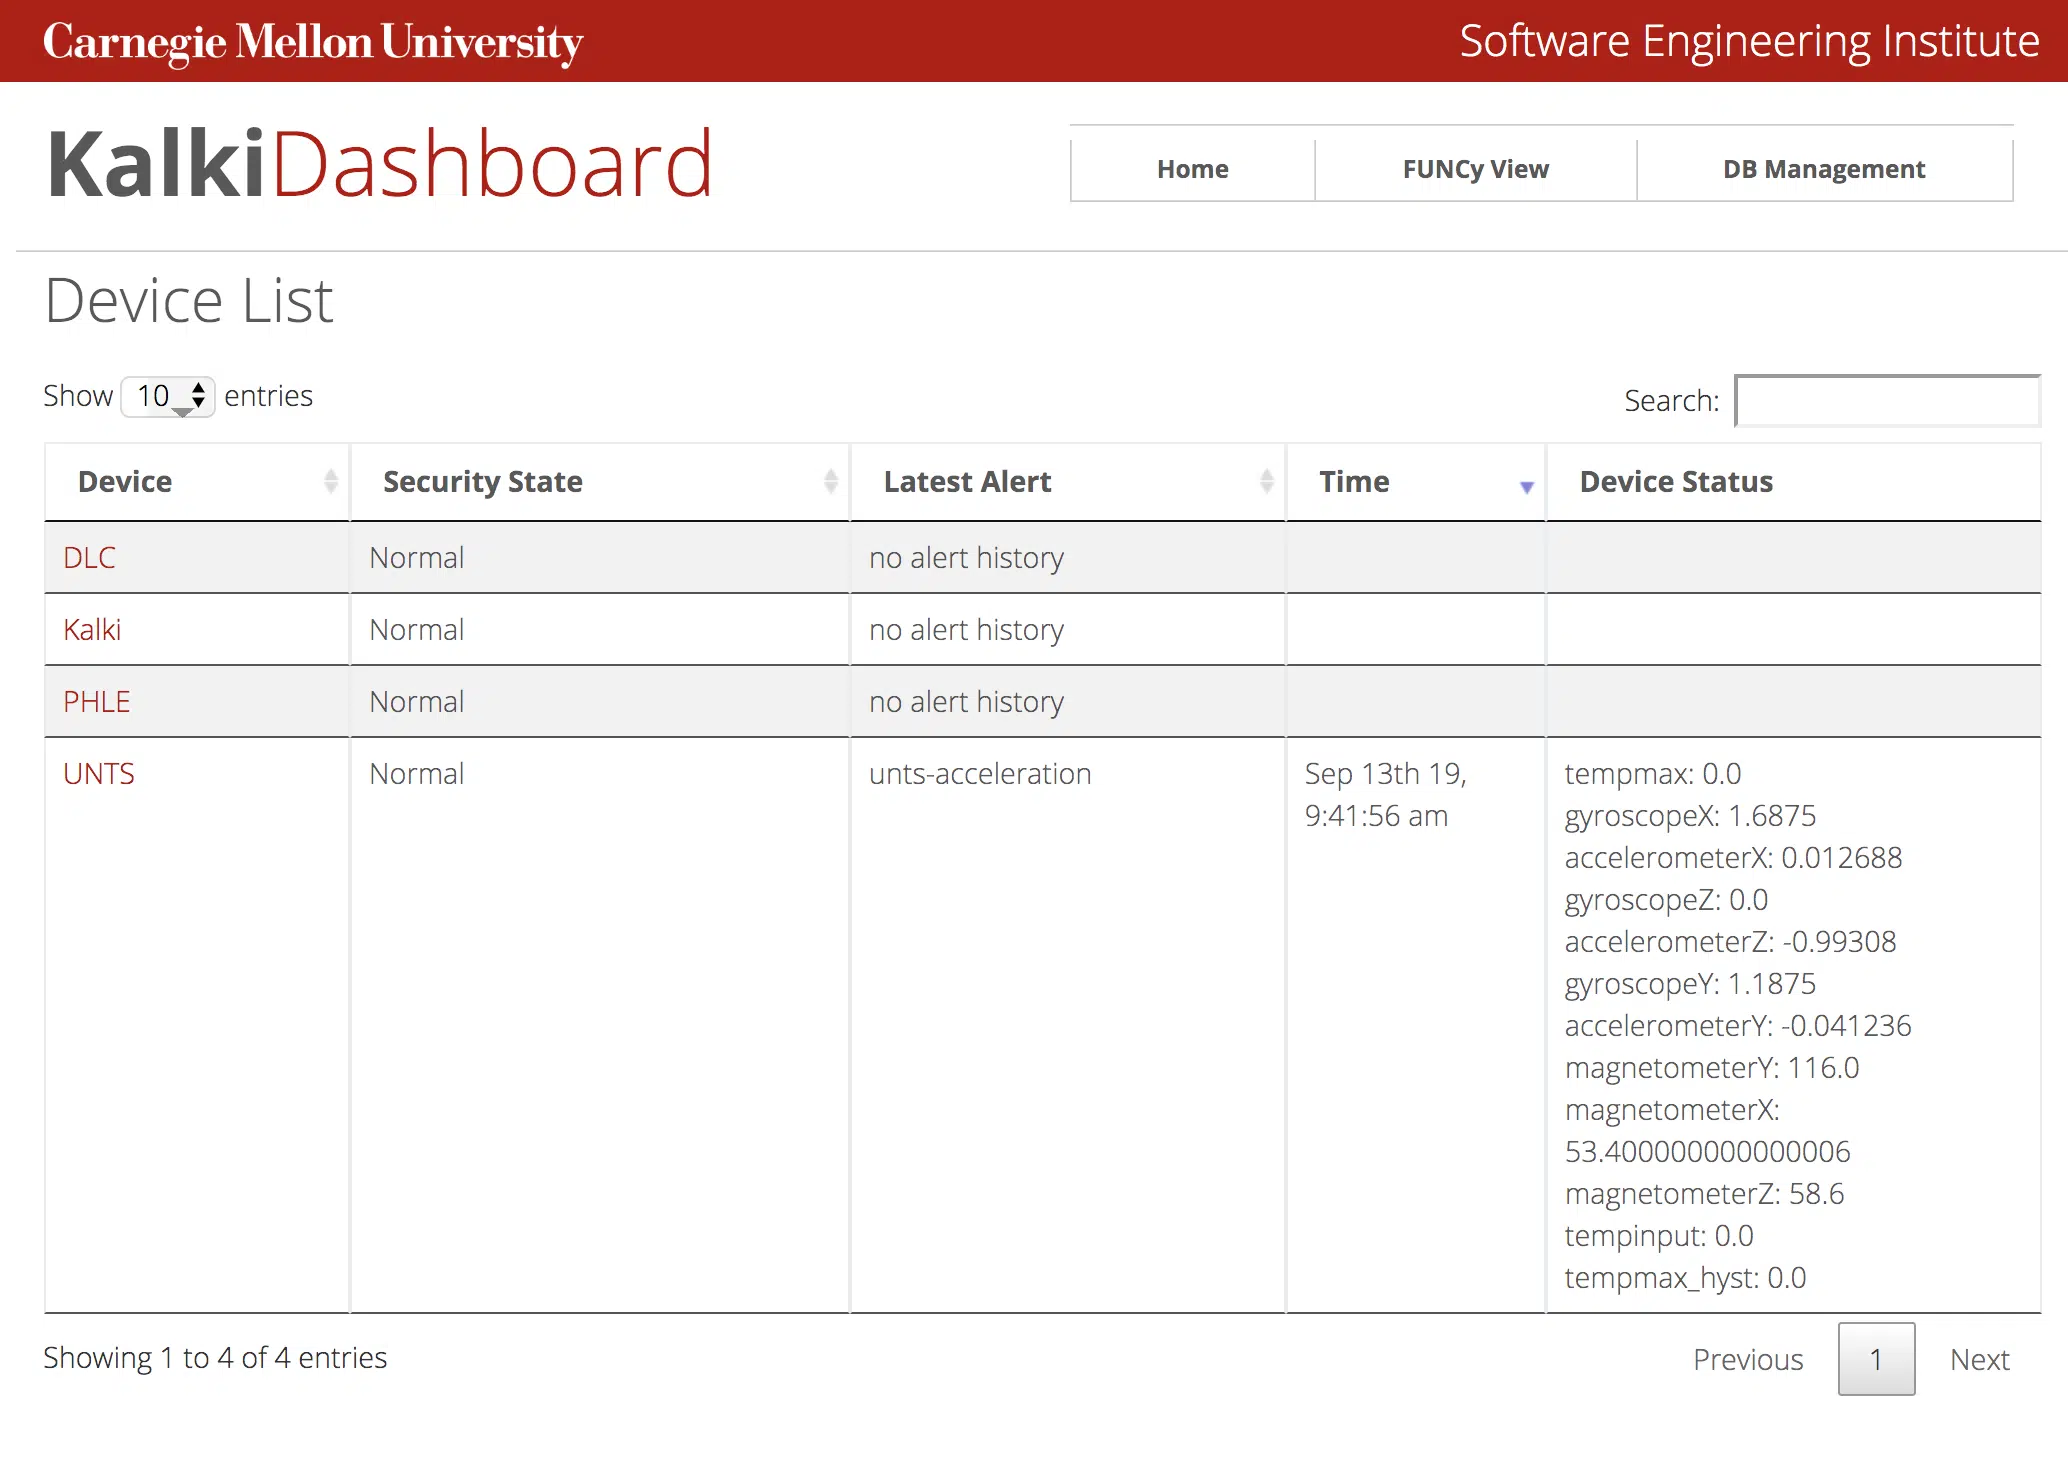 Carnegie Mellon University
Software Engineering Institute
KalkiDashboard
Home FUNCy View DB Management
Device List
Show 10 entries
Search:
Device Security State Latest Alert Time Device Status
DLC Normal no alert history
Kalki Normal no alert history
PHLE Normal no alert history
UNTS Normal unts-acceleration Sep 13th 19, tempmax: 0.0
9:41:56 am gyroscopeX: 1.6875
accelerometerX: 0.012688
gyroscopeZ: 0.0
accelerometerZ: -0.99308
gyroscopeY: 1.1875
accelerometerY: -0.041236
magnetometerY: 116.0
magnetometerX:
53.400000000000006
magnetometerZ: 58.6
tempinput: 0.0
tempmax_hyst: 0.0
Showing 1 to 4 of 4 entries
Previous 1 Next